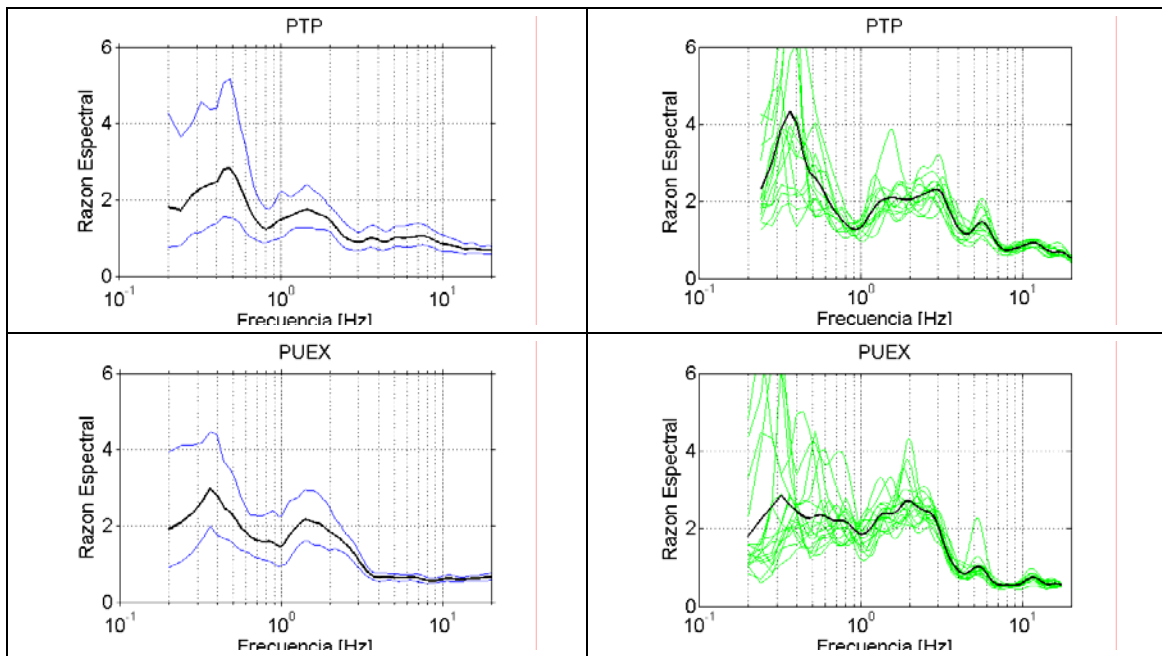 PTP
6
4
2
0
Razon Espectral
10-1
100
101
Frecuencia [Hz]
PTP
6
4
2
0
Razon Espectral
10-1
100
101
Frecuencia [Hz]
PUEX
6
4
2
0
Razon Espectral
10-1
100
101
Frecuencia [Hz]
PUEX
6
4
2
0
Razon Espectral
10-1
100
101
Frecuencia [Hz]